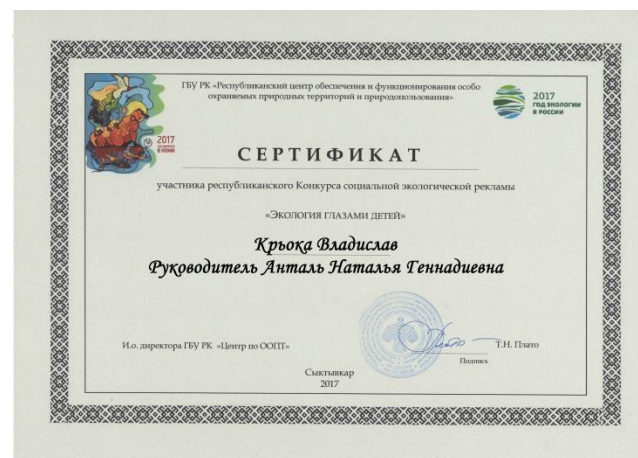 ГБУ РК «Республиканский центр обеспечения и функционирования особо
охраняемых природных территорий и природопользования»
2017
ГОД ЭКОЛОГИИ
В РОССИИ
2017
В КОМИ
СЕРТИФИКАТ
участника республиканского Конкурса социальной экологической рекламы
«ЭКОЛОГИЯ ГЛАЗАМИ ДЕТЕЙ»
Крьока Владислав
Руководитель Анталь Наталья Геннадиевна
И.о. директора ГБУ РК «Центр по ООПТ»
Т.Н. Плато
Подпись
Сыктывкар
2017